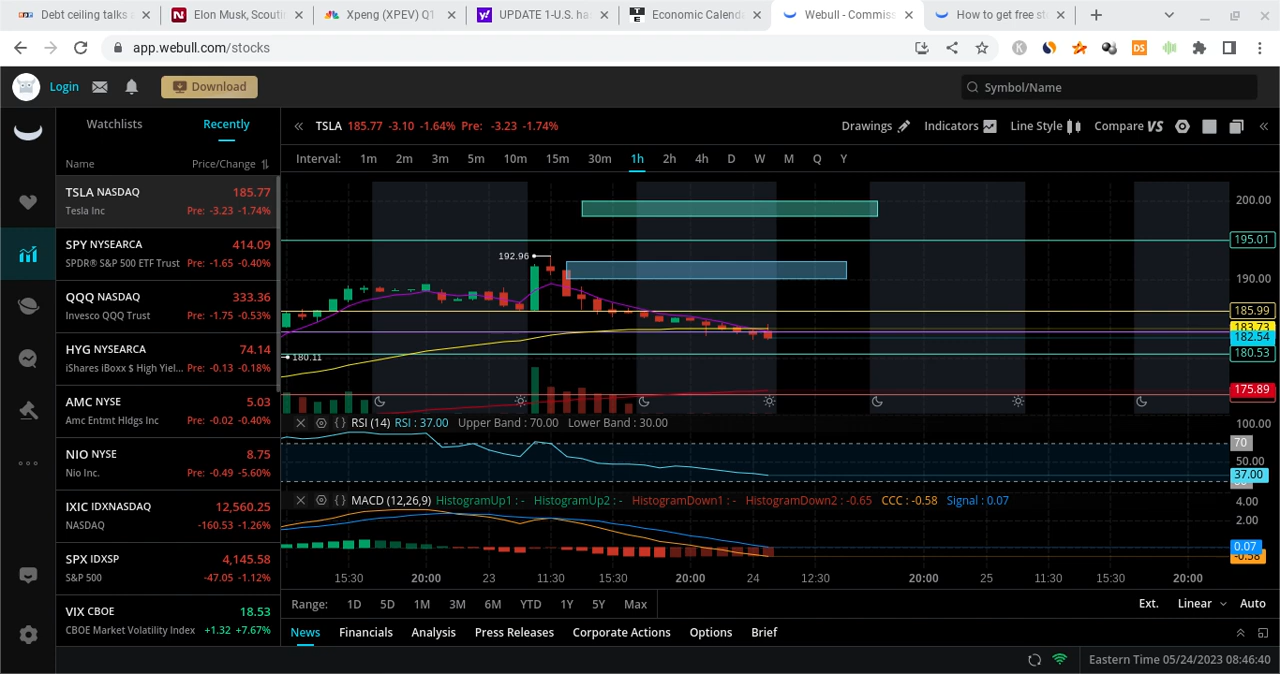 Debt ceiling talks a
Elon Musk, Scoutin
Xpeng (XPEV) Q1
UPDATE 1-U.S. has
Economic Calenda
Webull - Commiss
How to get free sto
app.webull.com/stocks
Login
Download
Symbol/Name
Watchlists
Recently
Name
Price/Change
TSLA NASDAQ 185.77
Tesla Inc Pre: -3.23 -1.74%
SPY NYSEARCA 414.09
SPDR® S&P 500 ETF Trust Pre: -1.65 -0.40%
QQQ NASDAQ 333.36
Invesco QQQ Trust Pre: -1.75 -0.53%
HYG NYSEARCA 74.14
iShares iBoxx $ High Yiel... Pre: -0.13 -0.18%
AMC NYSE 5.03
Amc Entmt Hldgs Inc Pre: -0.02 -0.40%
NIO NYSE 8.75
Nio Inc. Pre: -0.49 -5.60%
IXIC IDXNASDAQ 12,560.25
NASDAQ -160.53 -1.26%
SPX IDXSP 4,145.58
S&P 500 -47.05 -1.12%
VIX CBOE 18.53
CBOE Market Volatility Index +1.32 +7.67%
TSLA 185.77 -3.10 -1.64% Pre: -3.23 -1.74%
Drawings Indicators Line Style Compare VS
Interval: 1m 2m 3m 5m 10m 15m 30m 1h 2h 4h D W M Q Y
200.00
195.01
190.00
185.99
183.73
182.54
180.53
175.89
192.96
180.11
RSI (14) RSI : 37.00 Upper Band : 70.00 Lower Band : 30.00
100.00
70
50.00
37.00
MACD (12,26,9) HistogramUp1 : - HistogramUp2 : - HistogramDown1 : - HistogramDown2 : -0.65 CCC : -0.58 Signal : 0.07
4.00
2.00
0.07
-0.58
15:30 20:00 23 11:30 15:30 20:00 24 12:30 20:00 25 11:30 15:30 20:00
Range: 1D 5D 1M 3M 6M YTD 1Y 5Y Max
Ext. Linear Auto
News Financials Analysis Press Releases Corporate Actions Options Brief
Eastern Time 05/24/2023 08:46:40